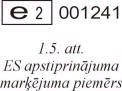 e 2 001241
1.5. att.
ES apstiprinājuma
marķējuma piemērs